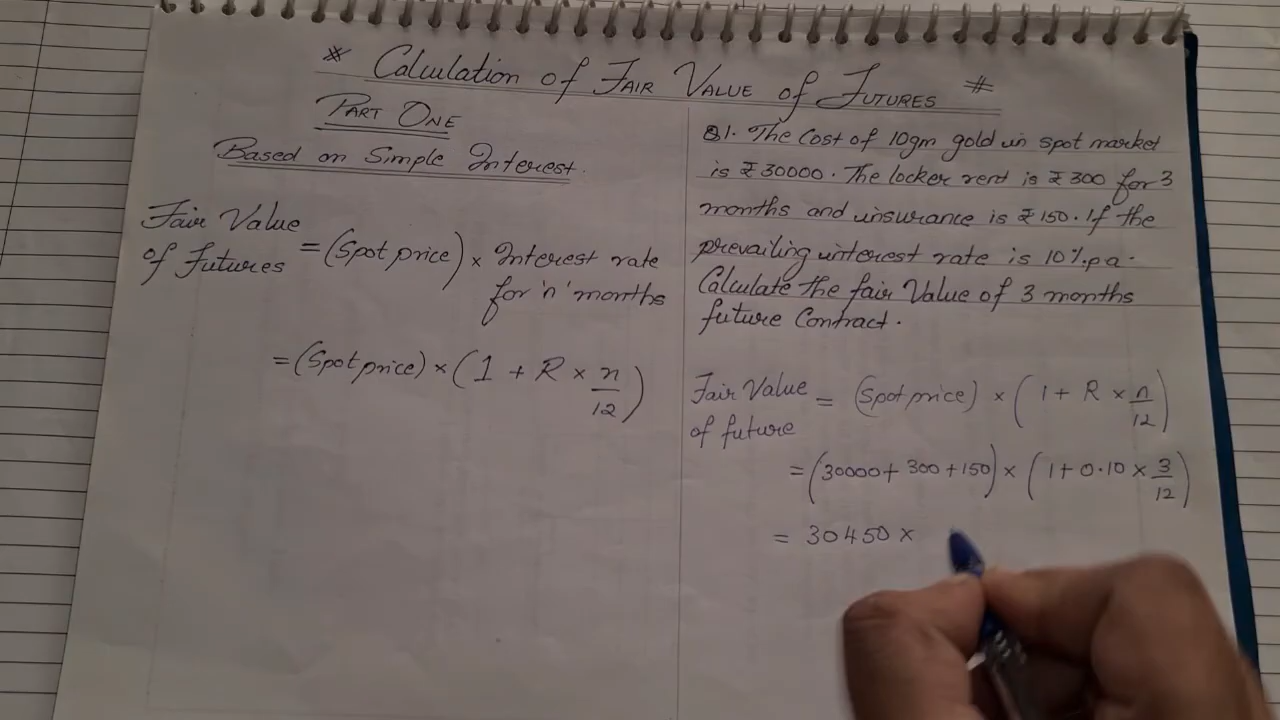 * Calculation of FAIR VALUE of FUTURES #
PART ONE
Based on Simple Interest.
Fair Value
of Futures = (Spot price) × Interest rate
for 'n' months
= (Spot price) × (1 + R × n/12)
Q1. The Cost of 10gm gold in spot market
is ₹30000. The locker rent is ₹300 for 3
months and insurance is ₹150. If the
prevailing interest rate is 10% p.a.
Calculate the fair Value of 3 months
future Contract.
Fair Value
of future = (Spot price) × (1 + R × n/12)
= (30000 + 300 + 150) × (1 + 0.10 × 3/12)
= 30450 ×